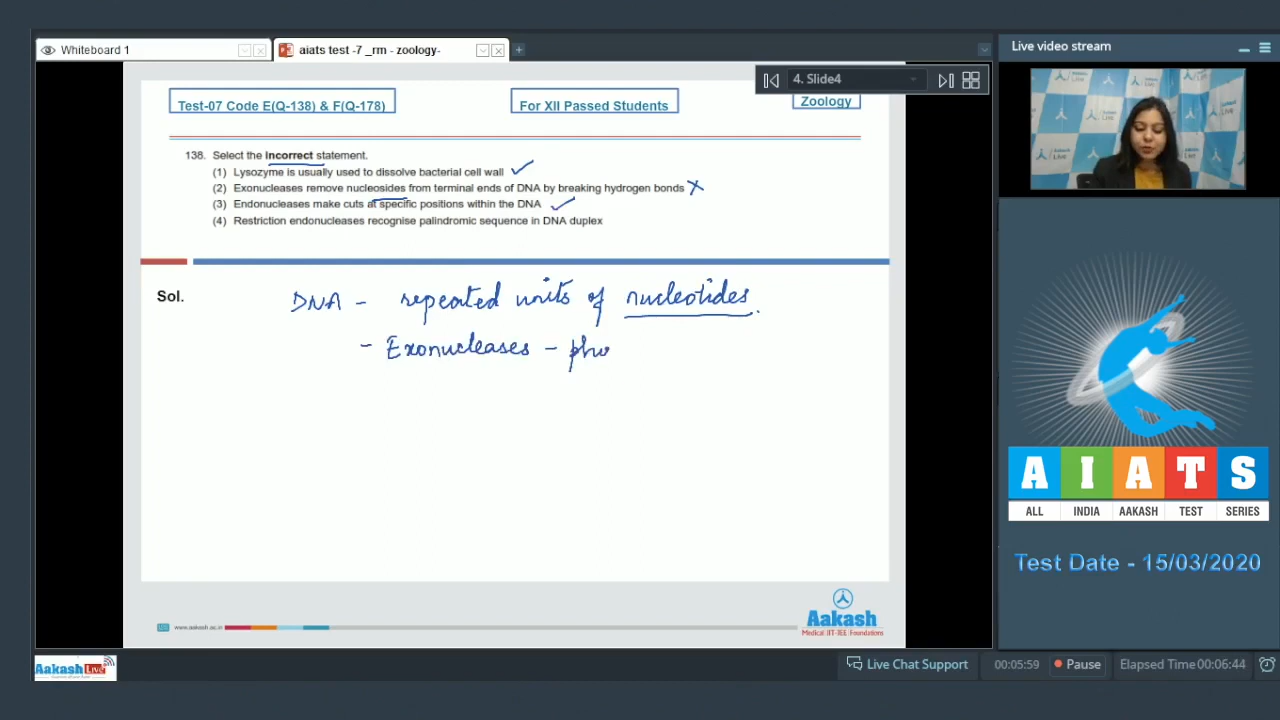 Whiteboard 1
aiats test -7 _rm - zoology-
Live video stream
4. Slide4
Test-07 Code E(Q-138) & F(Q-178)
For XII Passed Students
Zoology
138. Select the incorrect statement.
(1) Lysozyme is usually used to dissolve bacterial cell wall
(2) Exonucleases remove nucleosides from terminal ends of DNA by breaking hydrogen bonds
(3) Endonucleases make cuts at specific positions within the DNA
(4) Restriction endonucleases recognise palindromic sequence in DNA duplex
Sol.
DNA - repeated units of nucleotides.
- Exonucleases - pho
AIATS
ALL INDIA AAKASH TEST SERIES
Test Date - 15/03/2020
www.aakash.ac.in
Aakash
Medical|IIT-JEE|Foundations
Aakash Live
Live Chat Support
00:05:59
Pause
Elapsed Time 00:06:44